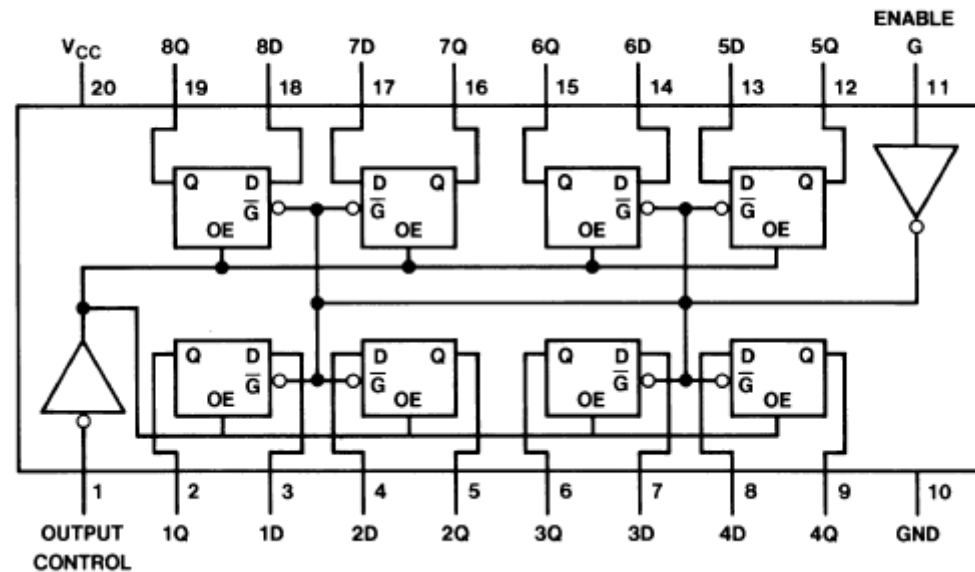 ENABLE
V_CC 8Q 8D 7D 7Q 6Q 6D 5D 5Q G
20 19 18 17 16 15 14 13 12 11
Q D D Q Q D D Q
G̅ G̅ G̅ G̅
OE OE OE OE
Q D D Q Q D D Q
G̅ G̅ G̅ G̅
OE OE OE OE
1 2 3 4 5 6 7 8 9 10
OUTPUT 1Q 1D 2D 2Q 3Q 3D 4D 4Q GND
CONTROL